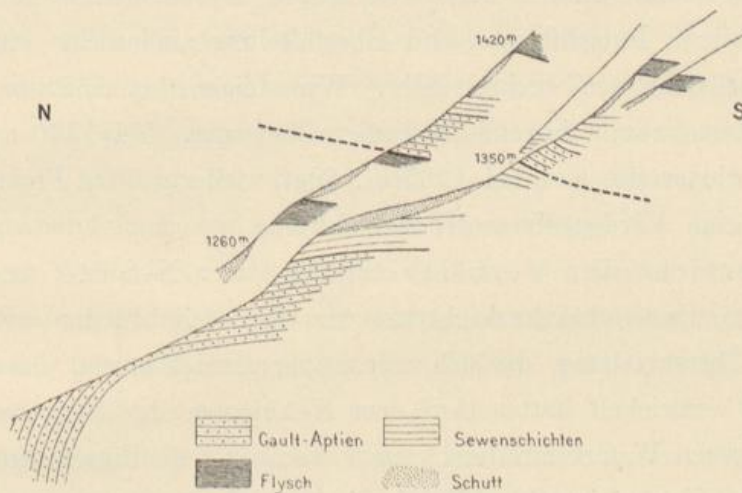 1420m
N
S
1350m
1260m
Gault-Aptien
Sewenschichten
Flysch
Schutt